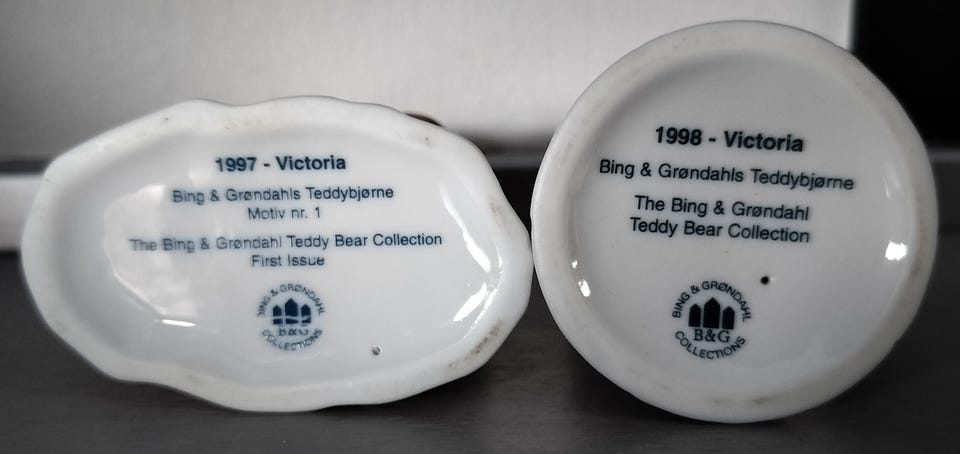 1997 - Victoria
Bing & Grøndahls Teddybjørne
Motiv nr. 1
The Bing & Grøndahl Teddy Bear Collection
First Issue
BING & GRØNDAHL
B&G
COLLECTIONS
1998 - Victoria
Bing & Grøndahls Teddybjørne
The Bing & Grøndahl
Teddy Bear Collection
BING & GRØNDAHL
B&G
COLLECTIONS